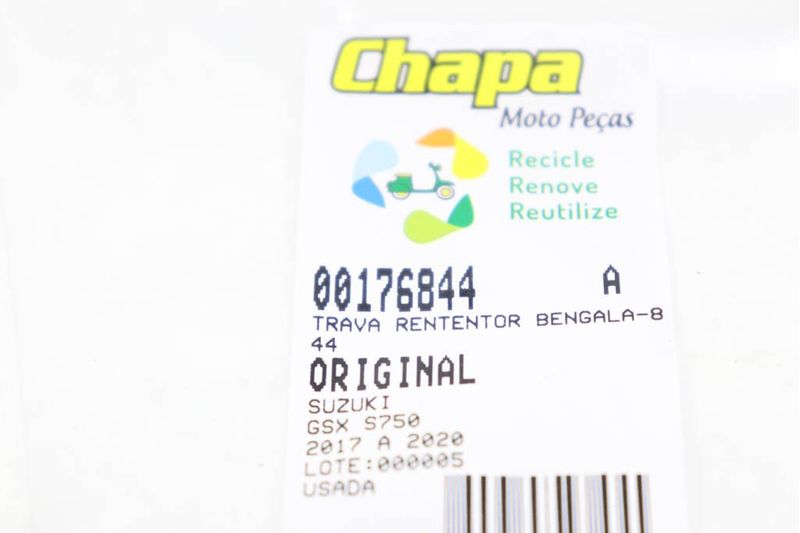 Chapa
Moto Peças
Recicle
Renove
Reutilize
00176844 A
TRAVA RENTENTOR BENGALA-8
44
ORIGINAL
SUZUKI
GSX S750
2017 A 2020
LOTE:000005
USADA